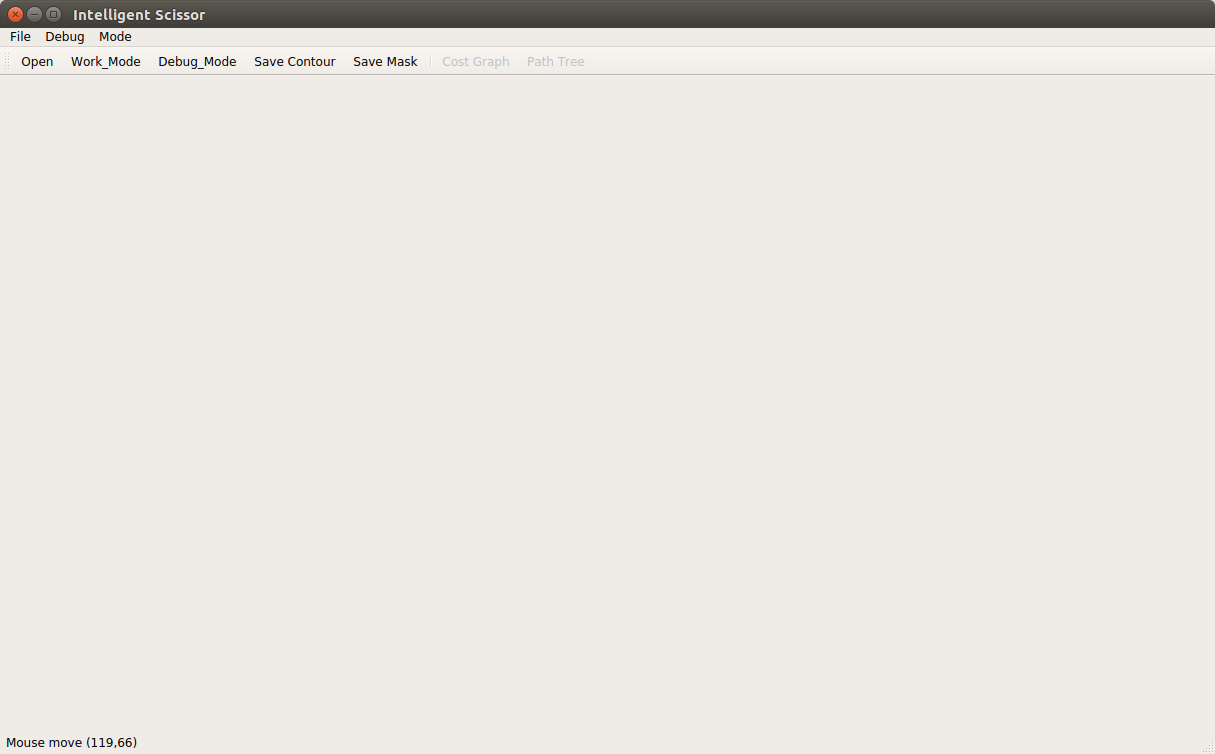 Intelligent Scissor
File Debug Mode
Open Work_Mode Debug_Mode Save Contour Save Mask Cost Graph Path Tree
Mouse move (119,66)